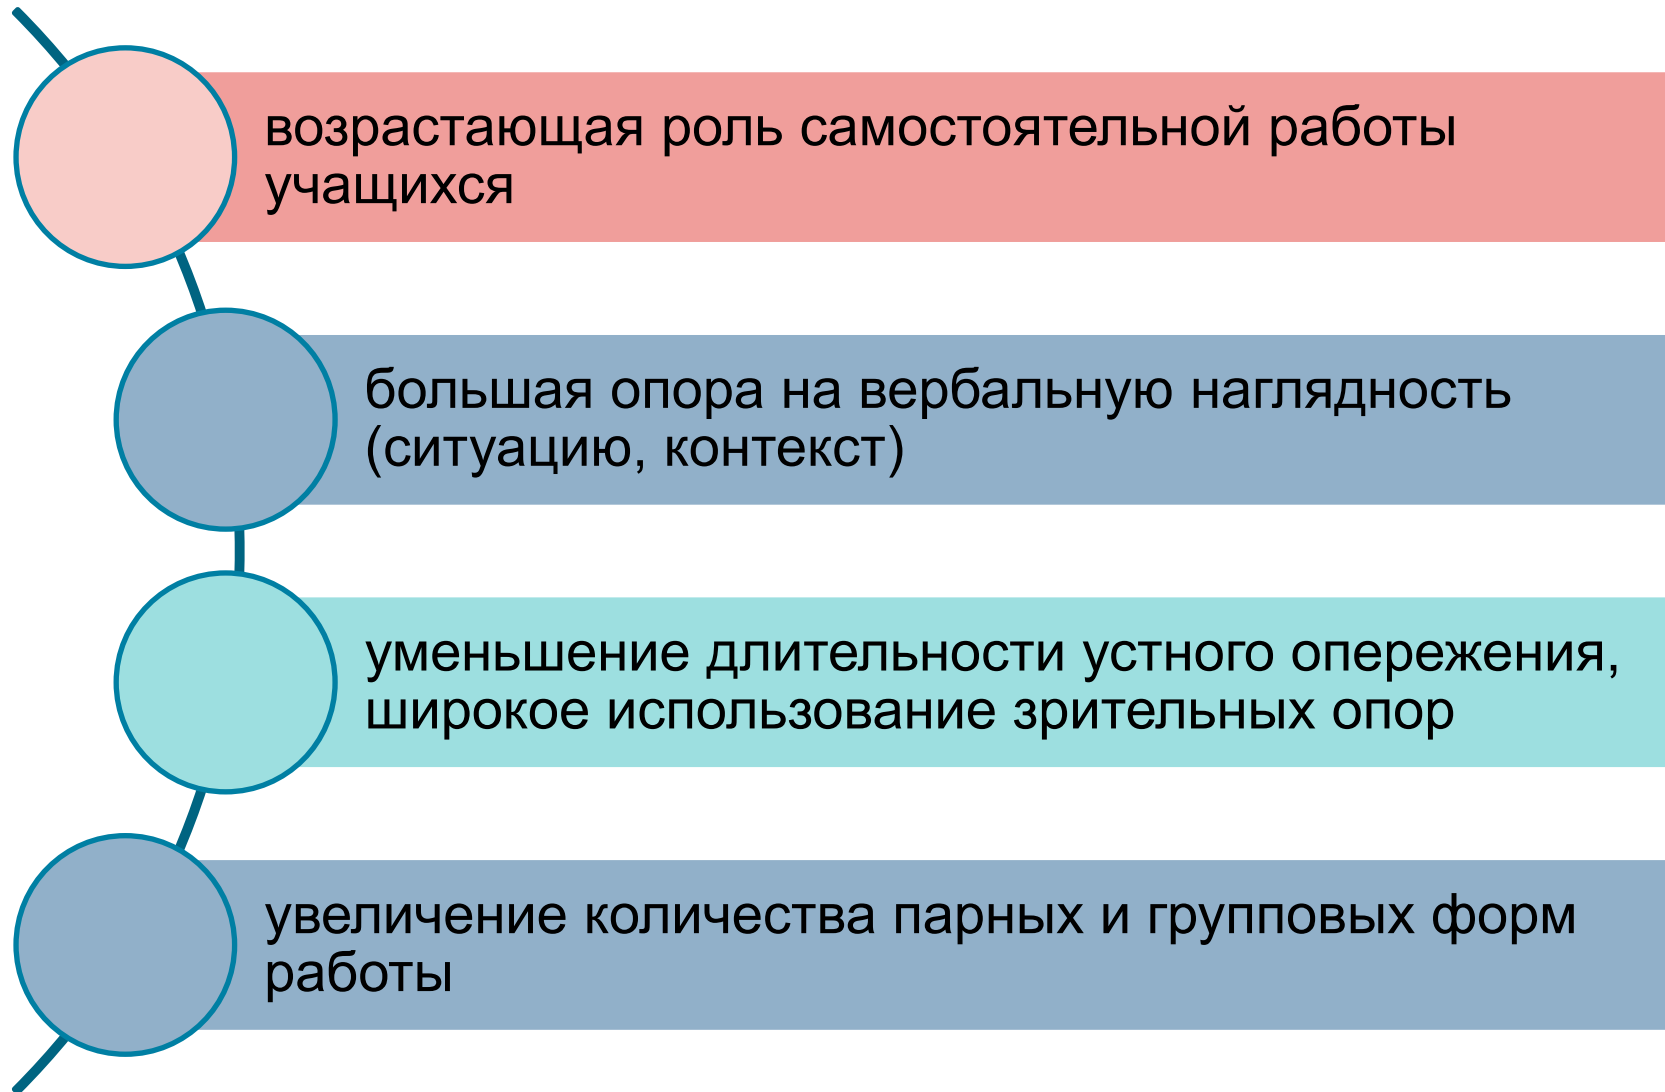 возрастающая роль самостоятельной работы
учащихся
большая опора на вербальную наглядность
(ситуацию, контекст)
уменьшение длительности устного опережения,
широкое использование зрительных опор
увеличение количества парных и групповых форм
работы